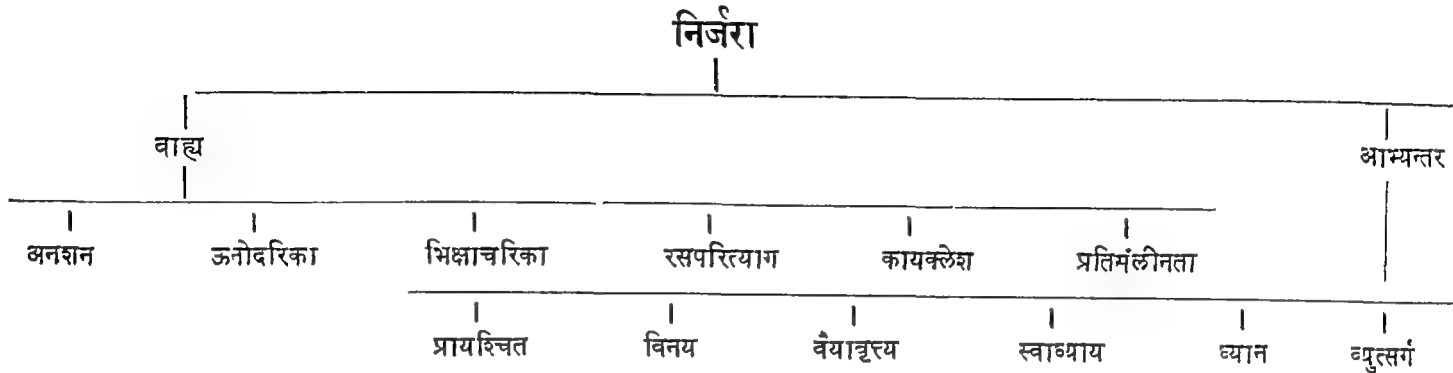 निर्जरा
वाह्य
आभ्यन्तर
अनशन ऊनोदरिका भिक्षाचरिका रसपरित्याग कायक्लेश प्रतिमंलीनता
प्रायश्चित विनय वैयावृत्त्य स्वाध्याय ध्यान व्युत्सर्ग